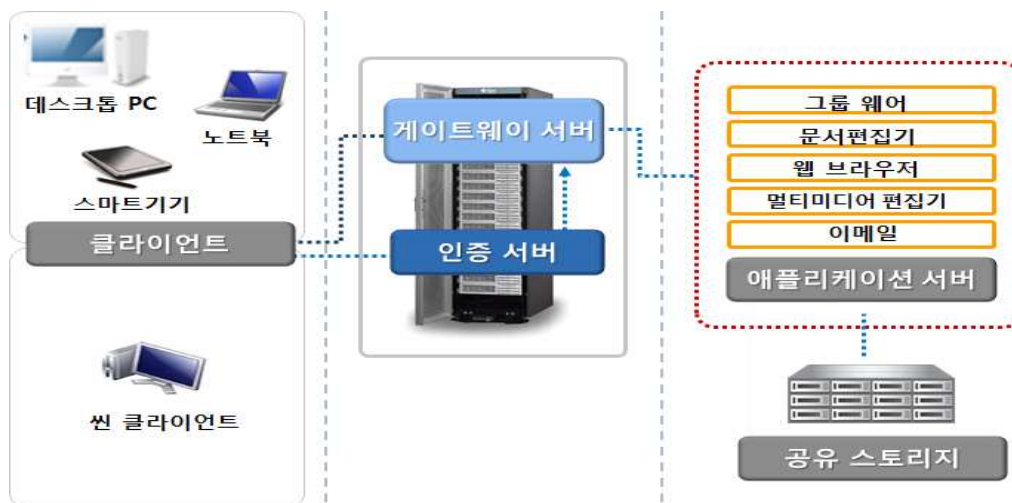 데스크톱 PC
노트북
스마트기기
클라이언트
씬 클라이언트
게이트웨이 서버
인증 서버
그룹 웨어
문서편집기
웹 브라우저
멀티미디어 편집기
이메일
애플리케이션 서버
공유 스토리지